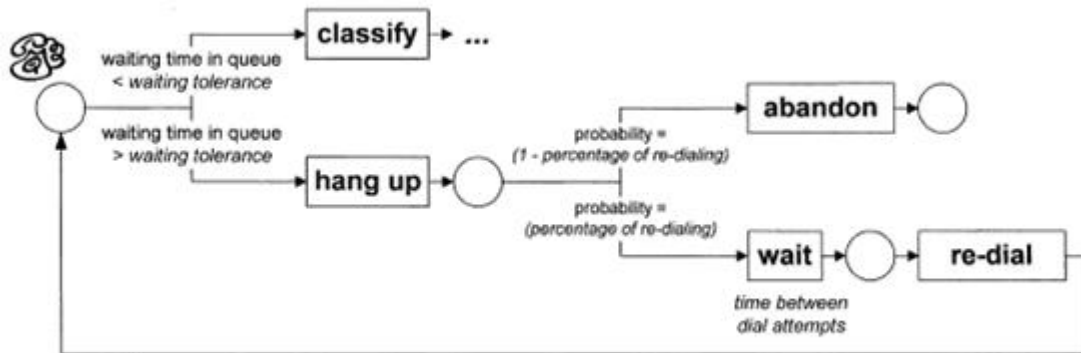 classify
...
waiting time in queue
< waiting tolerance
waiting time in queue
> waiting tolerance
hang up
probability =
(1 - percentage of re-dialing)
abandon
probability =
(percentage of re-dialing)
wait
re-dial
time between
dial attempts